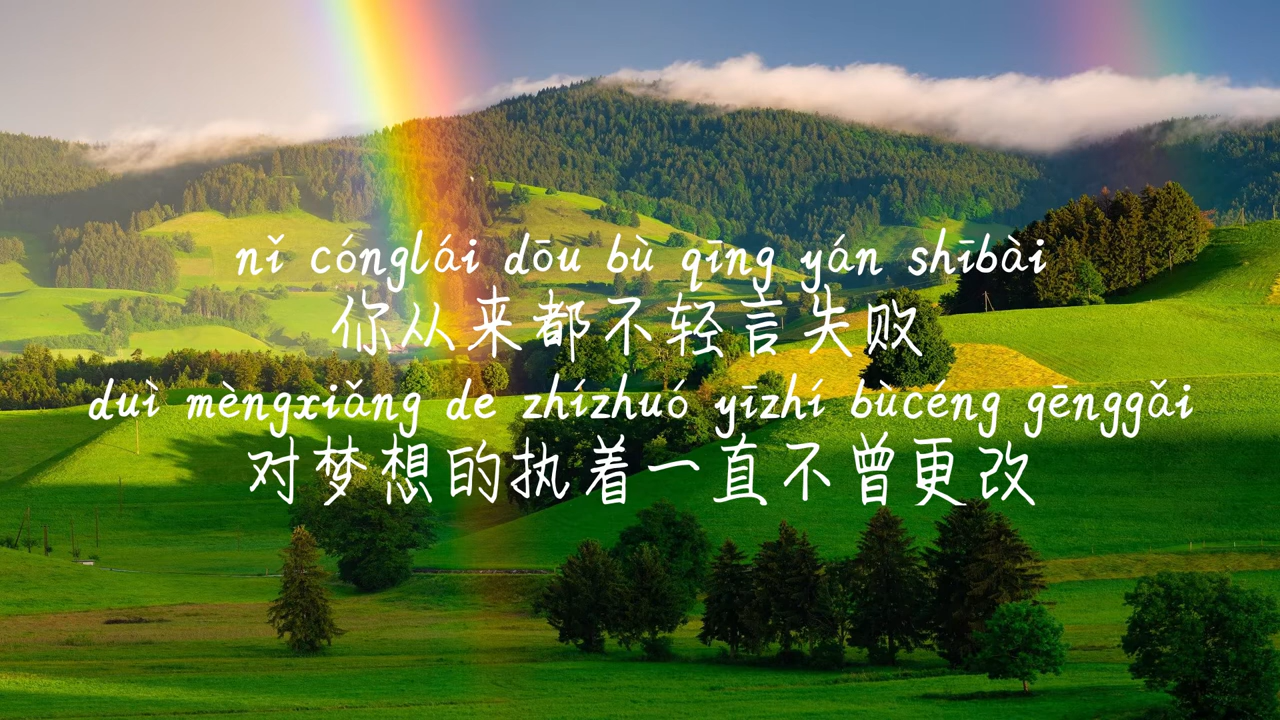 nǐ cónglái dōu bù qīng yán shībài
你从来都不轻言失败
duì mèngxiǎng de zhízhuó yīzhí bùcéng gēnggǎi
对梦想的执着一直不曾更改